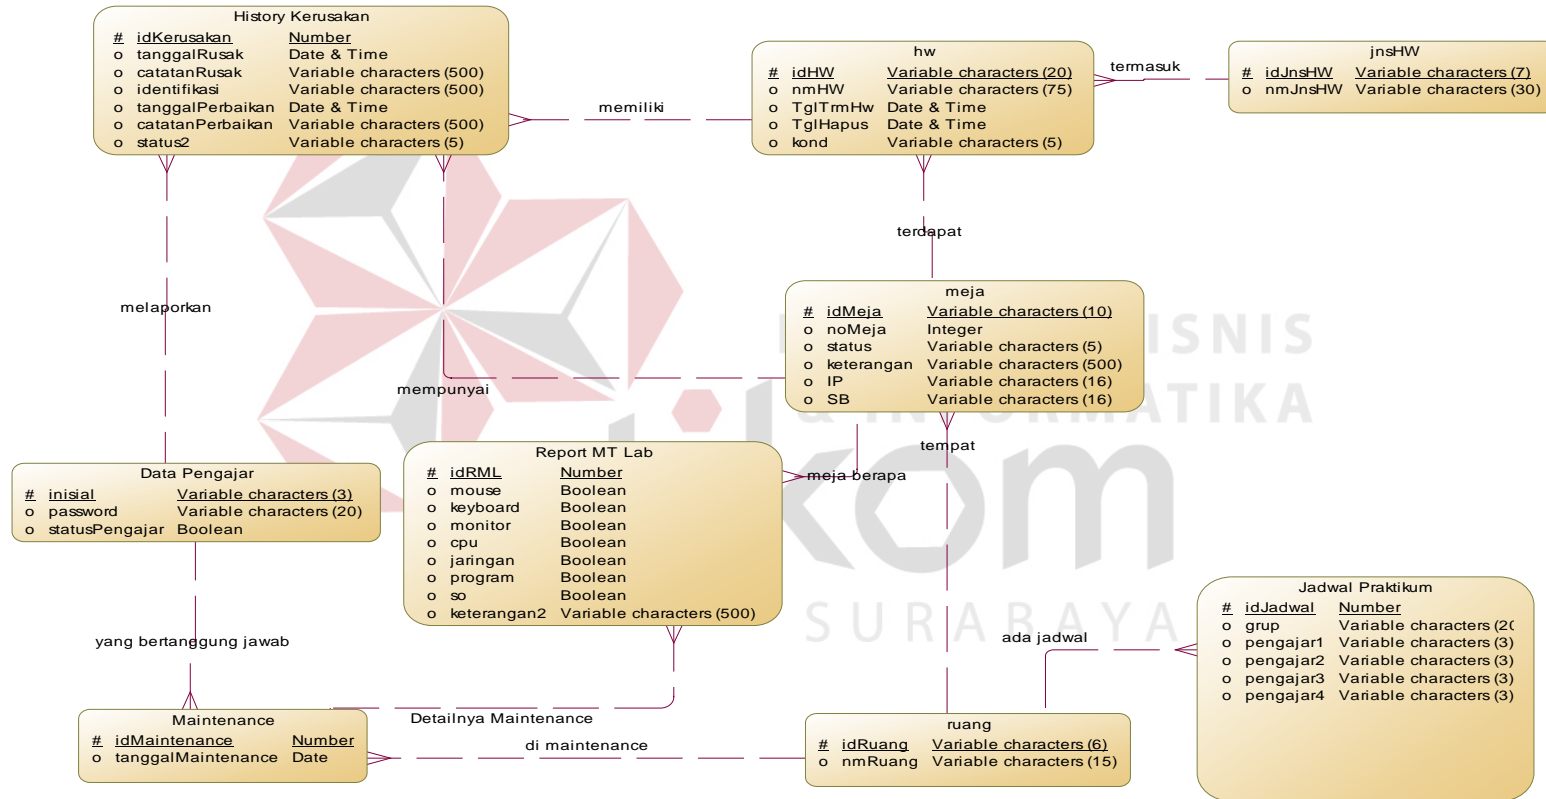 History Kerusakan
# idKerusakan Number
o tanggalRusak Date & Time
o catatanRusak Variable characters (500)
o identifikasi Variable characters (500)
o tanggalPerbaikan Date & Time
o catatanPerbaikan Variable characters (500)
o status2 Variable characters (5)
memiliki
hw
# idHW Variable characters (20)
o nmHW Variable characters (75)
o TglTrmHw Date & Time
o TglHapus Date & Time
o kond Variable characters (5)
termasuk
jnsHW
# idJnsHW Variable characters (7)
o nmJnsHW Variable characters (30)
terdapat
melaporkan
meja
# idMeja Variable characters (10)
o noMeja Integer
o status Variable characters (5)
o keterangan Variable characters (500)
o IP Variable characters (16)
o SB Variable characters (16)
mempunyai
tempat
meja berapa
Data Pengajar
# inisial Variable characters (3)
o password Variable characters (20)
o statusPengajar Boolean
Report MT Lab
# idRML Number
o mouse Boolean
o keyboard Boolean
o monitor Boolean
o cpu Boolean
o jaringan Boolean
o program Boolean
o so Boolean
o keterangan2 Variable characters (500)
yang bertanggung jawab
ada jadwal
Jadwal Praktikum
# idJadwal Number
o grup Variable characters (20
o pengajar1 Variable characters (3)
o pengajar2 Variable characters (3)
o pengajar3 Variable characters (3)
o pengajar4 Variable characters (3)
Detailnya Maintenance
di maintenance
Maintenance
# idMaintenance Number
o tanggalMaintenance Date
ruang
# idRuang Variable characters (6)
o nmRuang Variable characters (15)
SURABAYA